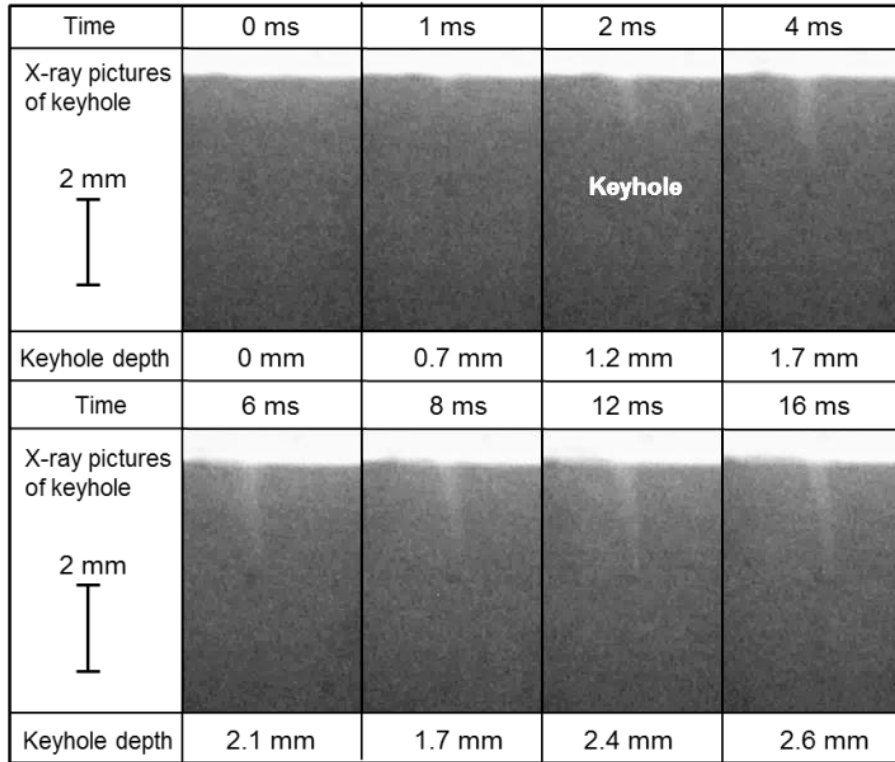 Time 0 ms 1 ms 2 ms 4 ms
X-ray pictures
of keyhole
2 mm
Keyhole
Keyhole depth 0 mm 0.7 mm 1.2 mm 1.7 mm
Time 6 ms 8 ms 12 ms 16 ms
X-ray pictures
of keyhole
2 mm
Keyhole depth 2.1 mm 1.7 mm 2.4 mm 2.6 mm